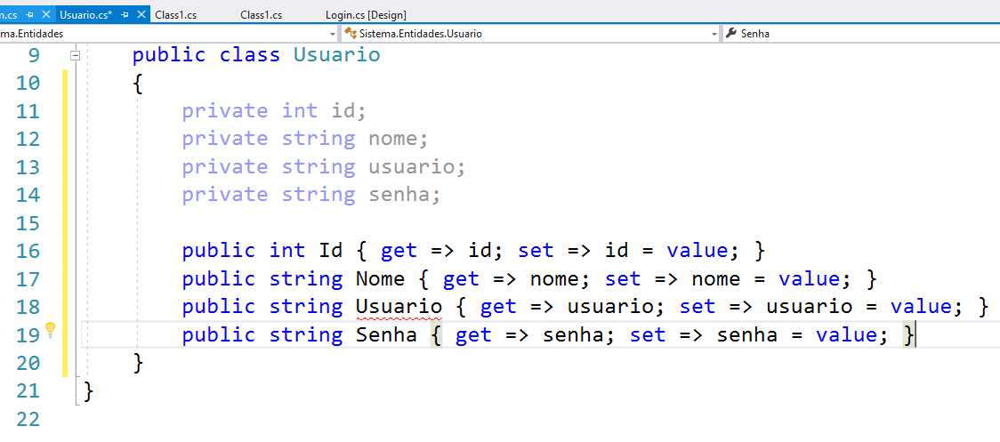 n.cs Usuario.cs* Class1.cs Class1.cs Login.cs [Design]
ma.Entidades Sistema.Entidades.Usuario Senha
9 public class Usuario
10 {
11 private int id;
12 private string nome;
13 private string usuario;
14 private string senha;
15
16 public int Id { get => id; set => id = value; }
17 public string Nome { get => nome; set => nome = value; }
18 public string Usuario { get => usuario; set => usuario = value; }
19 public string Senha { get => senha; set => senha = value; }
20 }
21 }
22